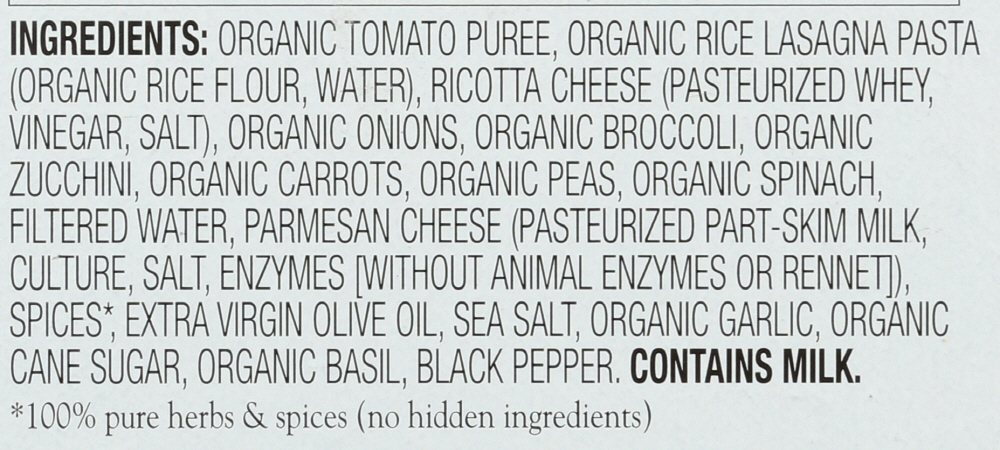 INGREDIENTS: ORGANIC TOMATO PUREE, ORGANIC RICE LASAGNA PASTA
(ORGANIC RICE FLOUR, WATER), RICOTTA CHEESE (PASTEURIZED WHEY,
VINEGAR, SALT), ORGANIC ONIONS, ORGANIC BROCCOLI, ORGANIC
ZUCCHINI, ORGANIC CARROTS, ORGANIC PEAS, ORGANIC SPINACH,
FILTERED WATER, PARMESAN CHEESE (PASTEURIZED PART-SKIM MILK,
CULTURE, SALT, ENZYMES [WITHOUT ANIMAL ENZYMES OR RENNET]),
SPICES*, EXTRA VIRGIN OLIVE OIL, SEA SALT, ORGANIC GARLIC, ORGANIC
CANE SUGAR, ORGANIC BASIL, BLACK PEPPER. CONTAINS MILK.
*100% pure herbs & spices (no hidden ingredients)